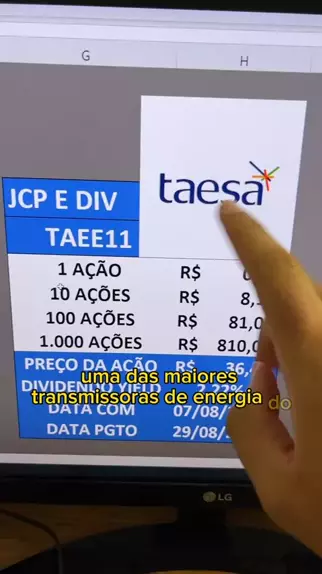 G H
taesa
JCP E DIV
TAEE11
1 AÇÃO R$
10 AÇÕES R$ 8,
100 AÇÕES R$ 81,0
1.000 AÇÕES R$ 810,0
PREÇO DA AÇÃO R$ 36,
uma das maiores
DIVIDENDO YIELD 2,22%
transmissoras de energia do
DATA COM 07/08/
DATA PGTO 29/08/
LG